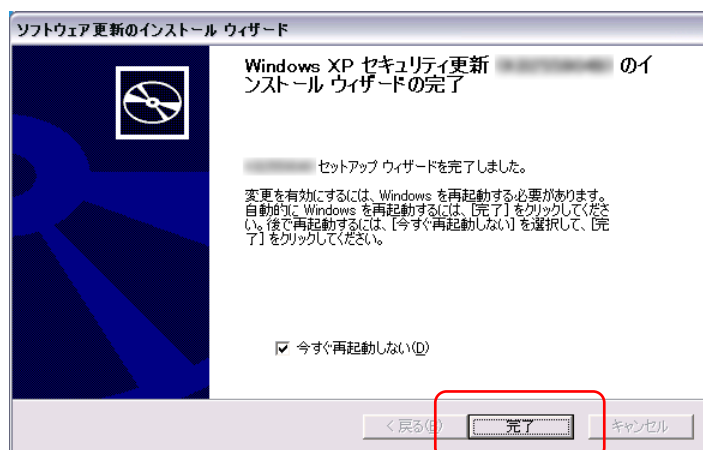 ソフトウェア更新のインストール ウィザード
Windows XP セキュリティ更新 のイ
ンストール ウィザードの完了
セットアップ ウィザードを完了しました。
変更を有効にするには、Windows を再起動する必要があります。
自動的に Windows を再起動するには、[完了] をクリックしてくださ
い。後で再起動するには、[今すぐ再起動しない] を選択して、[完
了] をクリックしてください。
今すぐ再起動しない(D)
< 戻る(B) 完了 キャンセル